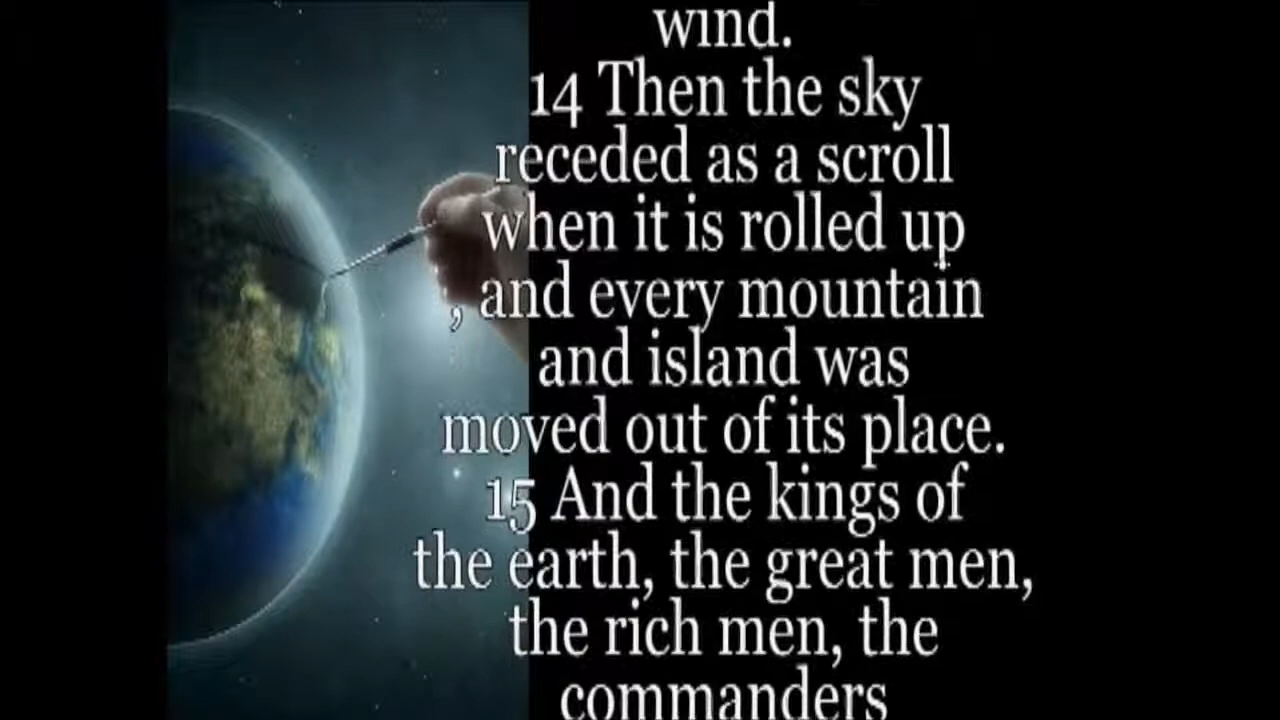 wind.
14 Then the sky
receded as a scroll
when it is rolled up
, and every mountain
and island was
moved out of its place.
15 And the kings of
the earth, the great men,
the rich men, the
commanders